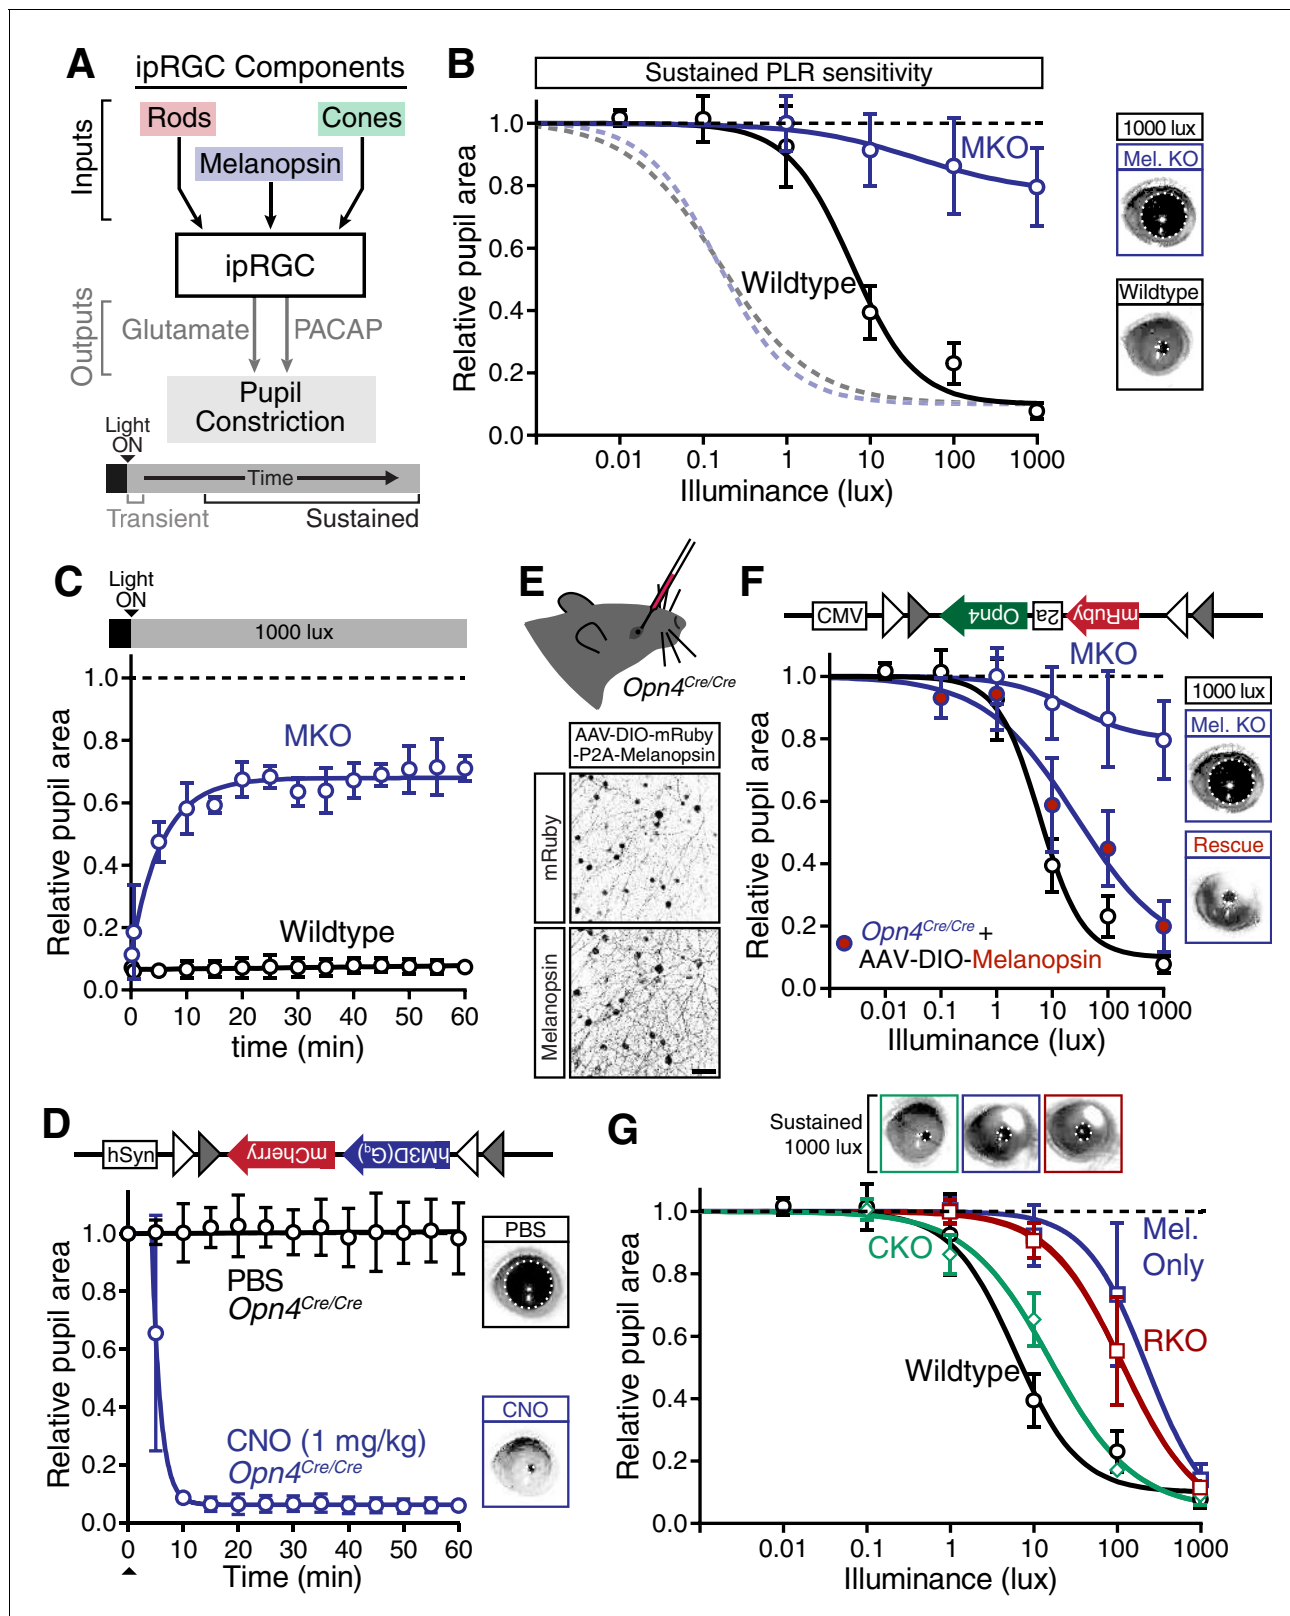 A
ipRGC Components
Inputs
Rods
Cones
Melanopsin
ipRGC
Outputs
Glutamate
PACAP
Pupil
Constriction
Light
ON
Time
Transient
Sustained
B
Sustained PLR sensitivity
Relative pupil area
1.0
0.8
0.6
0.4
0.2
0.0
MKO
Wildtype
0.01 0.1 1 10 100 1000
Illuminance (lux)
1000 lux
Mel. KO
Wildtype
C
Light
ON
1000 lux
Relative pupil area
1.0
0.8
0.6
0.4
0.2
0.0
MKO
Wildtype
0 10 20 30 40 50 60
time (min)
E
Opn4Cre/Cre
AAV-DIO-mRuby
-P2A-Melanopsin
mRuby
Melanopsin
F
CMV
Opn4
2a
mRuby
Relative pupil area
1.0
0.8
0.6
0.4
0.2
0.0
MKO
Opn4Cre/Cre +
AAV-DIO-Melanopsin
0.01 0.1 1 10 100 1000
Illuminance (lux)
1000 lux
Mel. KO
Rescue
D
hSyn
mCherry
hM3D(Gq)
Relative pupil area
1.0
0.8
0.6
0.4
0.2
0.0
PBS
Opn4Cre/Cre
CNO (1 mg/kg)
Opn4Cre/Cre
0 10 20 30 40 50 60
Time (min)
PBS
CNO
G
Sustained
1000 lux
Relative pupil area
1.0
0.8
0.6
0.4
0.2
0.0
CKO
Mel.
Only
RKO
Wildtype
0.01 0.1 1 10 100 1000
Illuminance (lux)